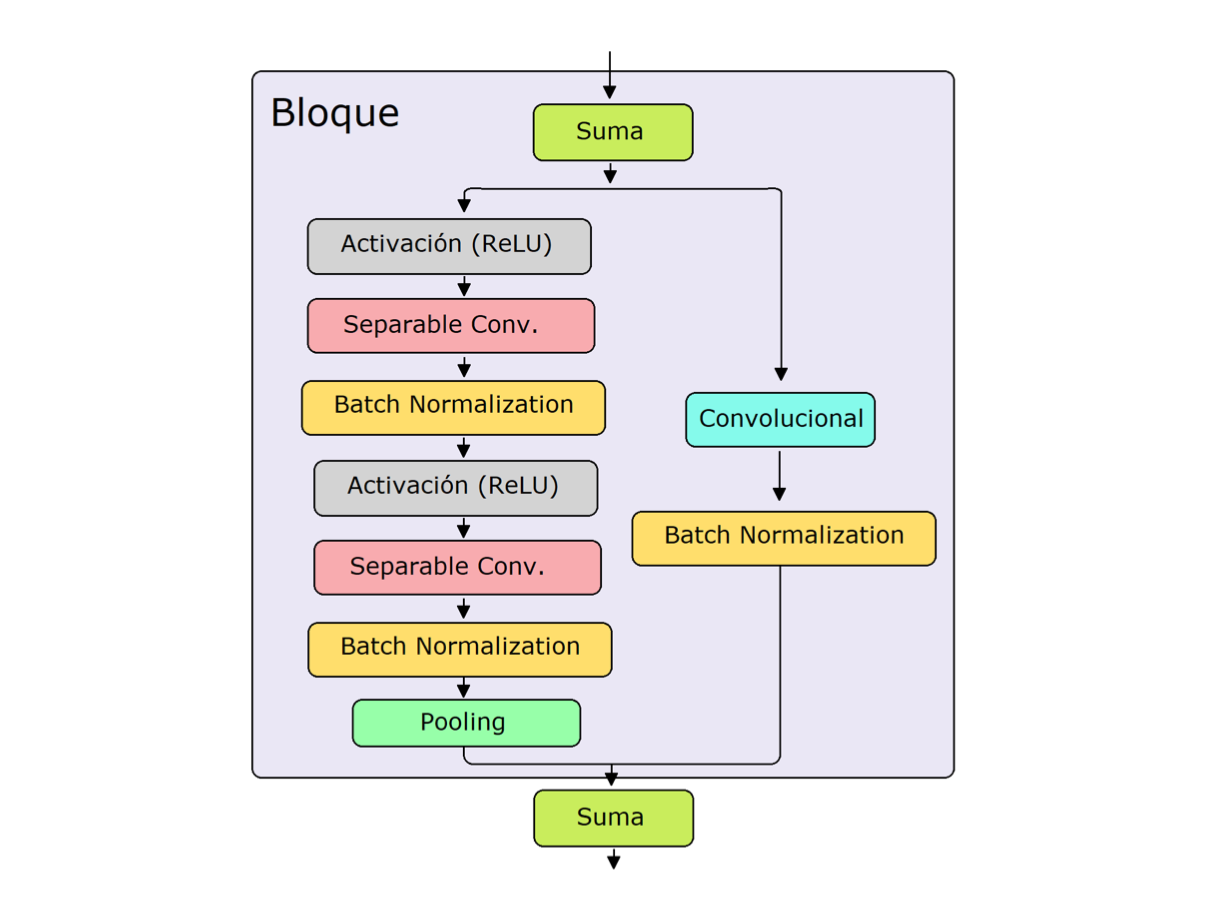 Bloque
Suma
Activación (ReLU)
Separable Conv.
Batch Normalization
Activación (ReLU)
Separable Conv.
Batch Normalization
Pooling
Convolucional
Batch Normalization
Suma